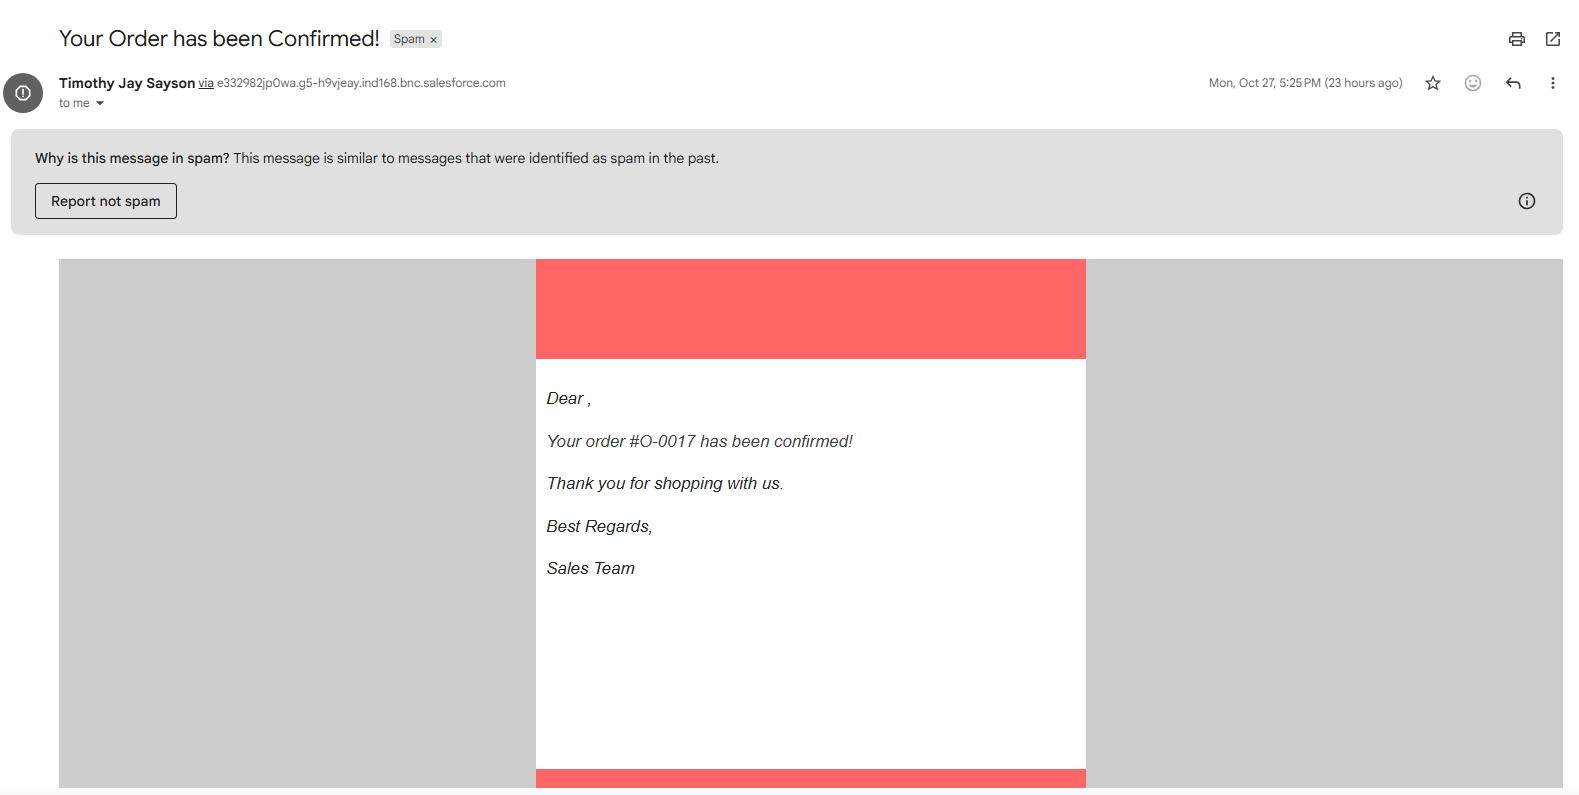 Your Order has been Confirmed! Spam ×
Timothy Jay Sayson via e332982jp0wa.g5-h9vjeay.ind168.bnc.salesforce.com Mon, Oct 27, 5:25 PM (23 hours ago)
to me
Why is this message in spam? This message is similar to messages that were identified as spam in the past.
Report not spam
Dear ,
Your order #O-0017 has been confirmed!
Thank you for shopping with us.
Best Regards,
Sales Team